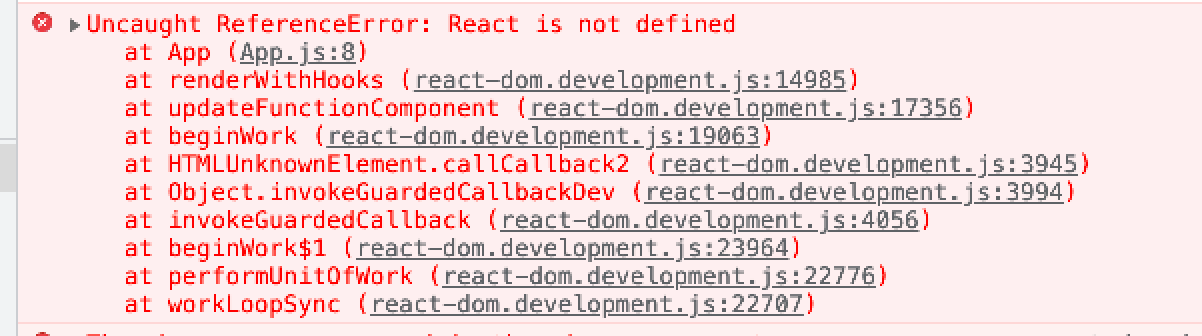 Uncaught ReferenceError: React is not defined
at App (App.js:8)
at renderWithHooks (react-dom.development.js:14985)
at updateFunctionComponent (react-dom.development.js:17356)
at beginWork (react-dom.development.js:19063)
at HTMLUnknownElement.callCallback2 (react-dom.development.js:3945)
at Object.invokeGuardedCallbackDev (react-dom.development.js:3994)
at invokeGuardedCallback (react-dom.development.js:4056)
at beginWork$1 (react-dom.development.js:23964)
at performUnitOfWork (react-dom.development.js:22776)
at workLoopSync (react-dom.development.js:22707)